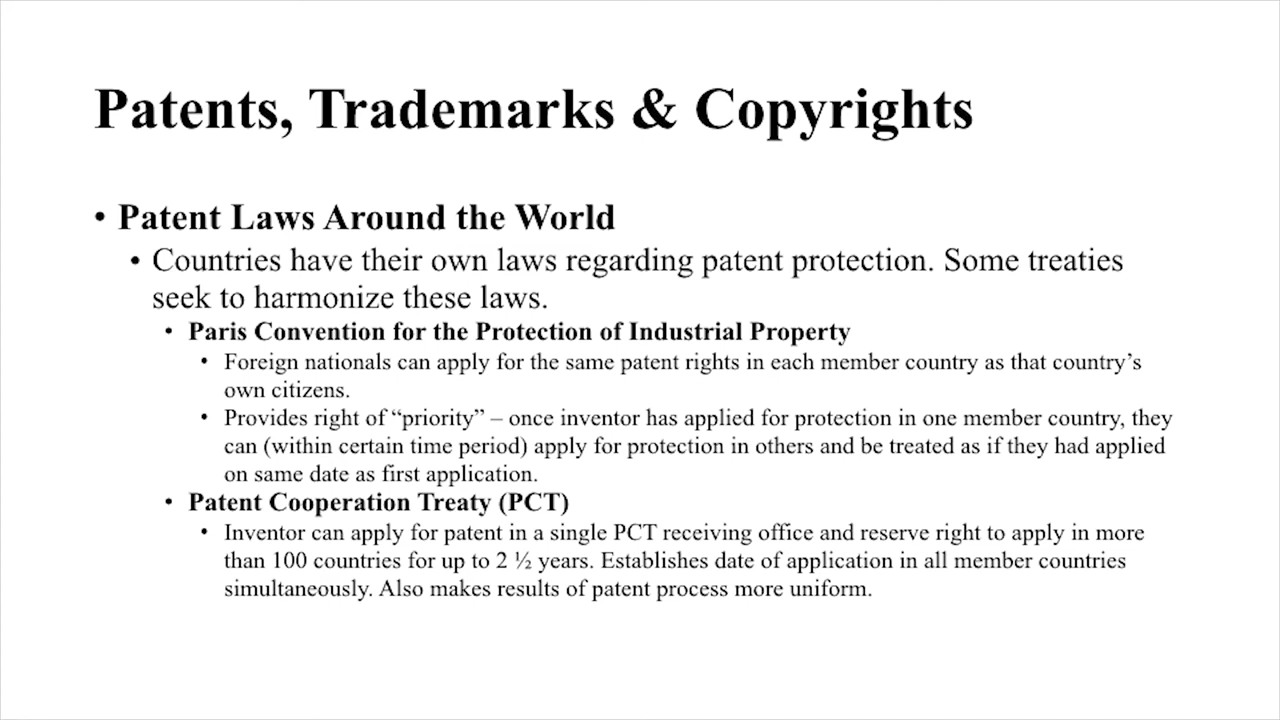 Patents, Trademarks & Copyrights
• Patent Laws Around the World
• Countries have their own laws regarding patent protection. Some treaties
seek to harmonize these laws.
• Paris Convention for the Protection of Industrial Property
• Foreign nationals can apply for the same patent rights in each member country as that country’s
own citizens.
• Provides right of “priority” – once inventor has applied for protection in one member country, they
can (within certain time period) apply for protection in others and be treated as if they had applied
on same date as first application.
• Patent Cooperation Treaty (PCT)
• Inventor can apply for patent in a single PCT receiving office and reserve right to apply in more
than 100 countries for up to 2 ½ years. Establishes date of application in all member countries
simultaneously. Also makes results of patent process more uniform.